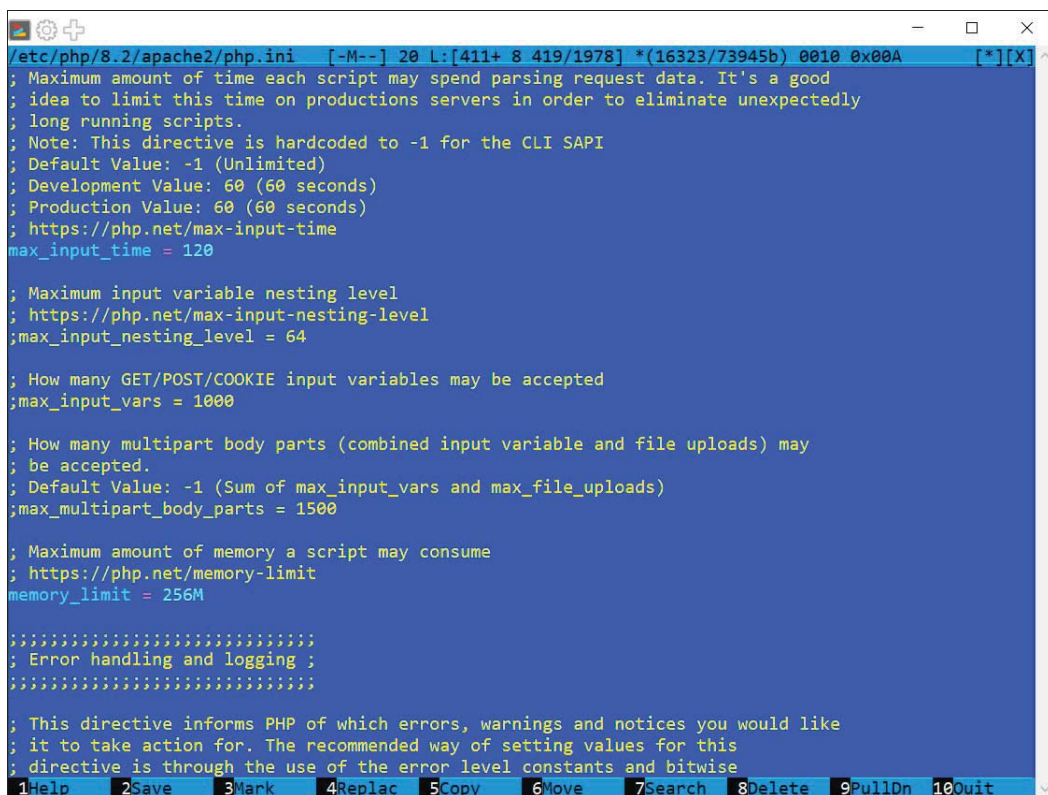 /etc/php/8.2/apache2/php.ini [-M--] 20 L:[411+ 8 419/1978] *(16323/73945b) 0010 0x00A [*][X]
; Maximum amount of time each script may spend parsing request data. It's a good
; idea to limit this time on productions servers in order to eliminate unexpectedly
; long running scripts.
; Note: This directive is hardcoded to -1 for the CLI SAPI
; Default Value: -1 (Unlimited)
; Development Value: 60 (60 seconds)
; Production Value: 60 (60 seconds)
; https://php.net/max-input-time
max_input_time = 120
; Maximum input variable nesting level
; https://php.net/max-input-nesting-level
;max_input_nesting_level = 64
; How many GET/POST/COOKIE input variables may be accepted
;max_input_vars = 1000
; How many multipart body parts (combined input variable and file uploads) may
; be accepted.
; Default Value: -1 (Sum of max_input_vars and max_file_uploads)
;max_multipart_body_parts = 1500
; Maximum amount of memory a script may consume
; https://php.net/memory-limit
memory_limit = 256M
;;;;;;;;;;;;;;;;;;;;;;;;;;;;;;
; Error handling and logging ;
;;;;;;;;;;;;;;;;;;;;;;;;;;;;;;
; This directive informs PHP of which errors, warnings and notices you would like
; it to take action for. The recommended way of setting values for this
; directive is through the use of the error level constants and bitwise
1Help 2Save 3Mark 4Replac 5Copy 6Move 7Search 8Delete 9PullDn 10Quit